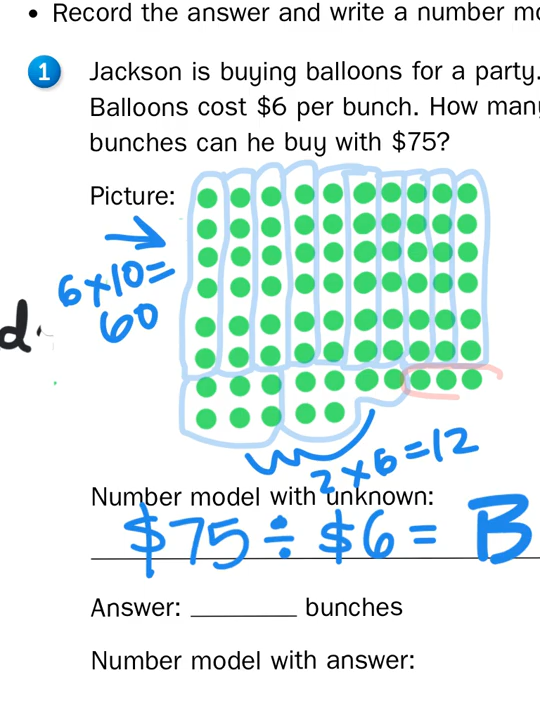 • Record the answer and write a number mo
1 Jackson is buying balloons for a party.
Balloons cost $6 per bunch. How many
bunches can he buy with $75?
Picture:
6×10=
60
d.
2×6=12
Number model with unknown:
$75 ÷ $6 = B
Answer: ________ bunches
Number model with answer: